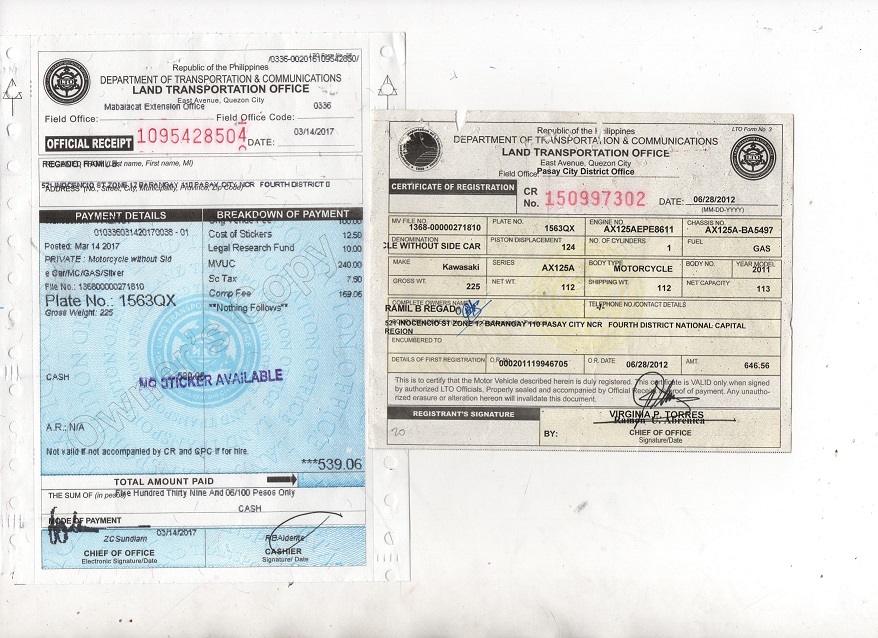 LTO Form No.
/0336-00201
Republic of the Philippines
DEPARTMENT OF TRANSPORTATION & COMMUNICATIONS
LAND TRANSPORTATION OFFICE
East Avenue, Quezon City
Mabalacat Extension Office
Field Office:
Field Office Code: 0336
OFFICIAL RECEIPT
1095428504
DATE: 03/14/2017
REGADO, RAMIL B
(Last name, First name, MI)
521 INOCENCIO ST ZONE 12 BARANGAY 110 PASAY CITY NCR FOURTH DISTRICT
ADDRESS (No., Street, City, Municipality, Province, Zip Code)
PAYMENT DETAILS
BREAKDOWN OF PAYMENT
010336031420170038 - 01
Posted: Mar 14 2017
PRIVATE : Motorcycle without Sid
e Car/MC/GAS/Silver
File No.: 136800000271810
Plate No.: 1563QX
Gross Weight: 225
100.00
Cost of Stickers 12.50
Legal Research Fund 10.00
MVUC 240.00
Sc Tax 7.50
Comp Fee 169.06
**Nothing Follows**
Owner's Copy
CASH
NO STICKER AVAILABLE
A.R.: N/A
Not valid if not accompanied by CR and CPC if for hire.
***539.06
TOTAL AMOUNT PAID
THE SUM OF (in pesos) Five Hundred Thirty Nine And 06/100 Pesos Only
CASH
MODE OF PAYMENT
03/14/2017
ZCSundiam
CHIEF OF OFFICE
Electronic Signature/Date
RBAlderite
CASHIER
Signature/ Date
LTO Form No. 3
Republic of the Philippines
DEPARTMENT OF TRANSPORTATION & COMMUNICATIONS
LAND TRANSPORTATION OFFICE
East Avenue, Quezon City
Field Office: Pasay City District Office
CERTIFICATE OF REGISTRATION
CR No. 150997302
DATE: 06/28/2012
(MM-DD-YYYY)
MV FILE NO. 1368-00000271810
PLATE NO. 1563QX
ENGINE NO. AX125AEPE8611
CHASSIS NO. AX125A-BA5497
DENOMINATION CLE WITHOUT SIDE CAR
PISTON DISPLACEMENT 124
NO. OF CYLINDERS 1
FUEL GAS
MAKE Kawasaki
SERIES AX125A
BODY TYPE MOTORCYCLE
BODY NO.
YEAR MODEL 2011
GROSS WT. 225
NET WT. 112
SHIPPING WT. 112
NET CAPACITY 113
COMPLETE OWNER'S NAME
RAMIL B REGADO
TELEPHONE NO./CONTACT DETAILS
521 INOCENCIO ST ZONE 12 BARANGAY 110 PASAY CITY NCR FOURTH DISTRICT NATIONAL CAPITAL
REGION
ENCUMBERED TO
DETAILS OF FIRST REGISTRATION
O.R. NO. 000201119946705
O.R. DATE 06/28/2012
AMT. 646.56
This is to certify that the Motor Vehicle described herein is duly registered. This certificate is VALID only when signed
by authorized LTO Officials, Properly sealed and accompanied by Official Receipt proof of payment. Any unautho-
rized erasure or alteration hereon will invalidate this document.
REGISTRANT'S SIGNATURE
20
BY:
VIRGINIA P. TORRES
Ramon C. Abrenica
CHIEF OF OFFICE
Signature/Date